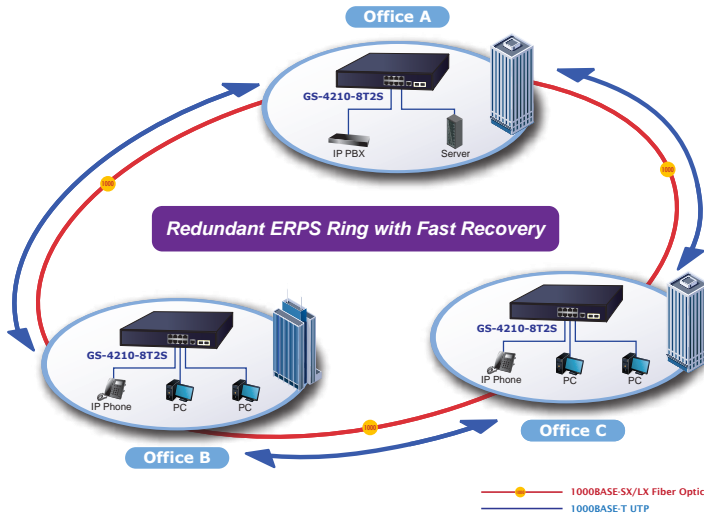 Office A
GS-4210-8T2S
IP PBX
Server
1000
1000
Redundant ERPS Ring with Fast Recovery
GS-4210-8T2S
IP Phone
PC
PC
Office B
GS-4210-8T2S
IP Phone
PC
PC
Office C
1000
1000BASE-SX/LX Fiber Optic
1000BASE-T UTP